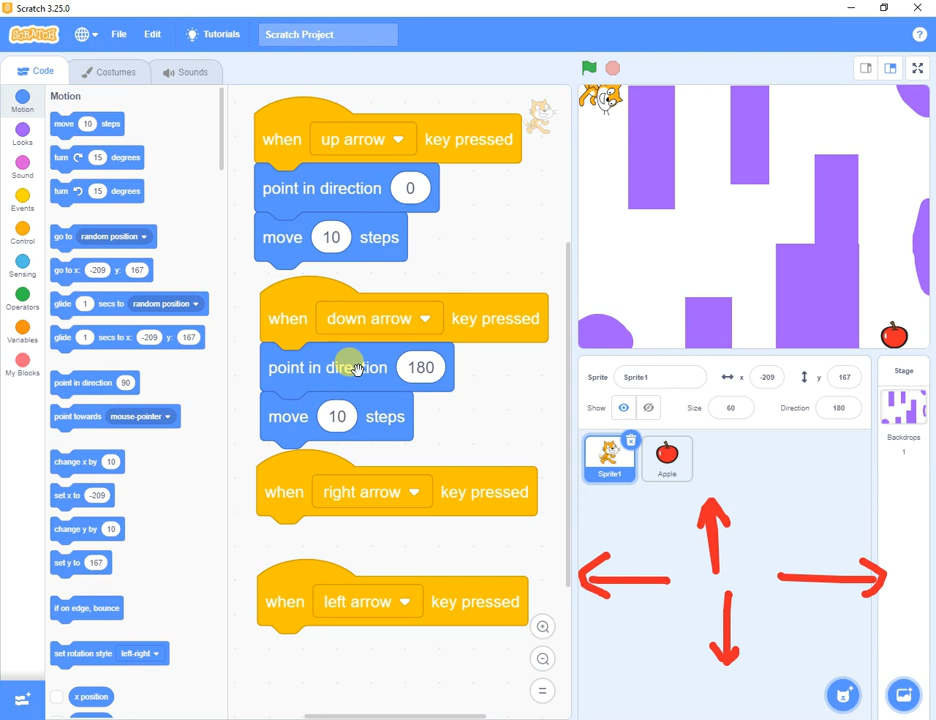 Scratch 3.25.0
SCRATCH File Edit Tutorials Scratch Project ?
Code Costumes Sounds
Motion
Looks
Sound
Events
Control
Sensing
Operators
Variables
My Blocks
Motion
move 10 steps
turn 15 degrees
turn 15 degrees
go to random position
go to x: -209 y: 167
glide 1 secs to random position
glide 1 secs to x: -209 y: 167
point in direction 90
point towards mouse-pointer
change x by 10
set x to -209
change y by 10
set y to 167
if on edge, bounce
set rotation style left-right
x position
when up arrow key pressed
point in direction 0
move 10 steps
when down arrow key pressed
point in direction 180
move 10 steps
when right arrow key pressed
when left arrow key pressed
Sprite Sprite1 x -209 y 167
Show Size 60 Direction 180
Sprite1
Apple
Stage
Backdrops
1